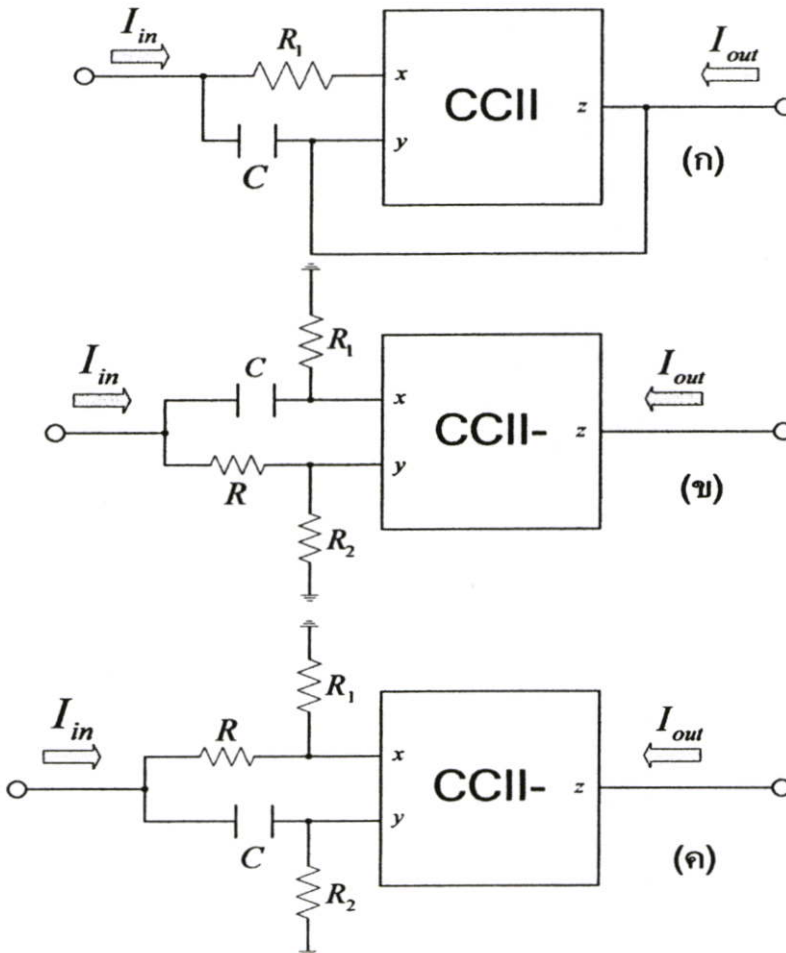 I_in
R_1
I_out
x
CCII
z
y
C
(ก)
R_1
I_in
C
I_out
x
CCII-
z
y
R
(ข)
R_2
R_1
I_in
R
I_out
x
CCII-
z
y
C
(ค)
R_2